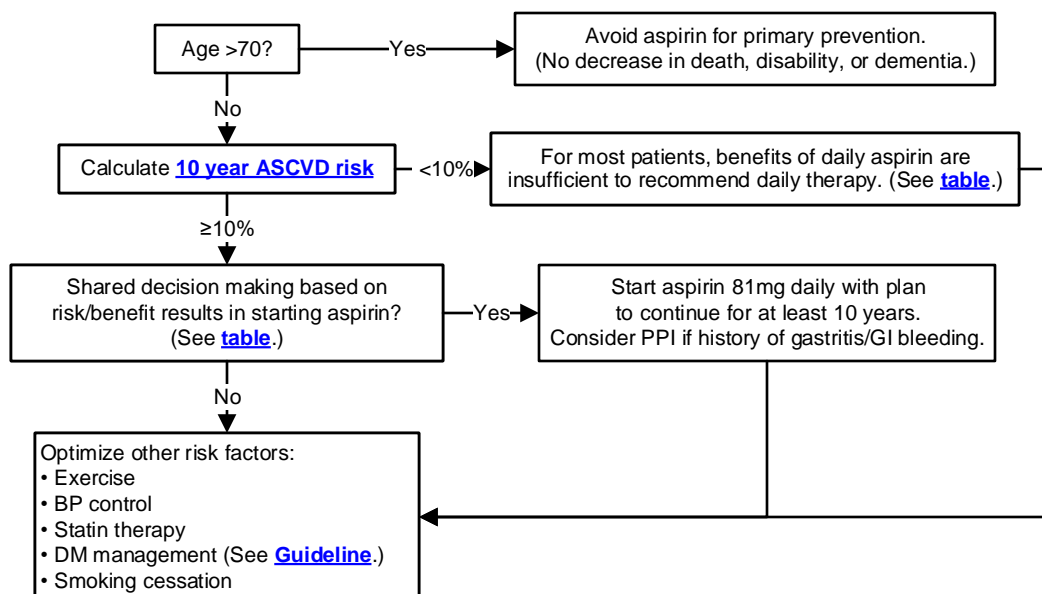 Age >70?
Yes
Avoid aspirin for primary prevention.
(No decrease in death, disability, or dementia.)
No
Calculate 10 year ASCVD risk
<10%
For most patients, benefits of daily aspirin are
insufficient to recommend daily therapy. (See table.)
≥10%
Shared decision making based on
risk/benefit results in starting aspirin?
(See table.)
Yes
Start aspirin 81mg daily with plan
to continue for at least 10 years.
Consider PPI if history of gastritis/GI bleeding.
No
Optimize other risk factors:
• Exercise
• BP control
• Statin therapy
• DM management (See Guideline.)
• Smoking cessation